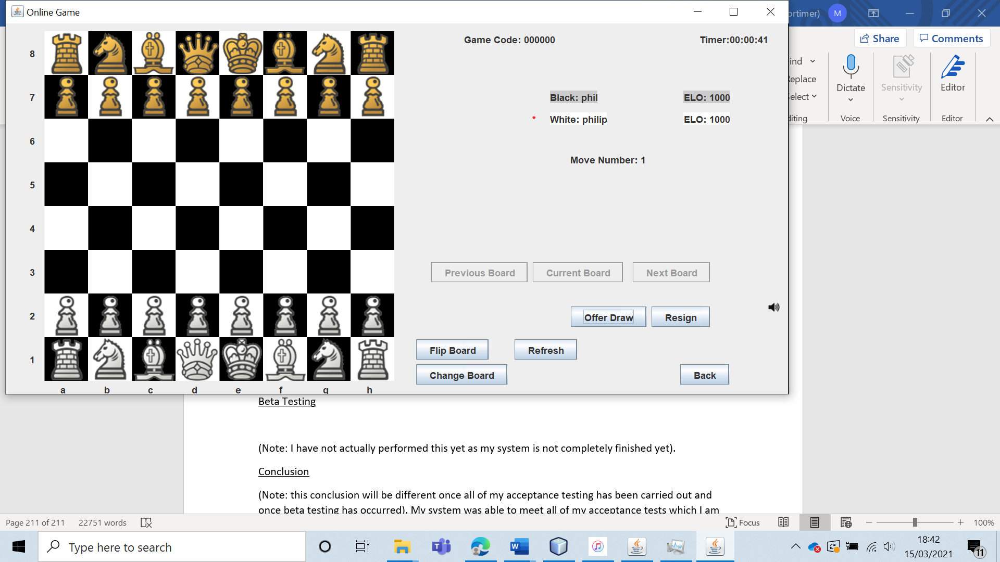 Online Game
ortimer)
M
Share
Comments
Game Code: 000000
Timer:00:00:41
8
7
6
5
4
3
2
1
a b c d e f g h
Black: phil
ELO: 1000
*
White: philip
ELO: 1000
Move Number: 1
Previous Board
Current Board
Next Board
Offer Draw
Resign
Flip Board
Refresh
Change Board
Back
ind
Replace
Select
diting
Dictate
Voice
Sensitivity
Sensitivity
Editor
Editor
Beta Testing
(Note: I have not actually performed this yet as my system is not completely finished yet).
Conclusion
(Note: this conclusion will be different once all of my acceptance testing has been carried out and
once beta testing has occurred). My system was able to meet all of my acceptance tests which I am
Page 211 of 211
22751 words
Focus
100%
Type here to search
18:42
15/03/2021
11